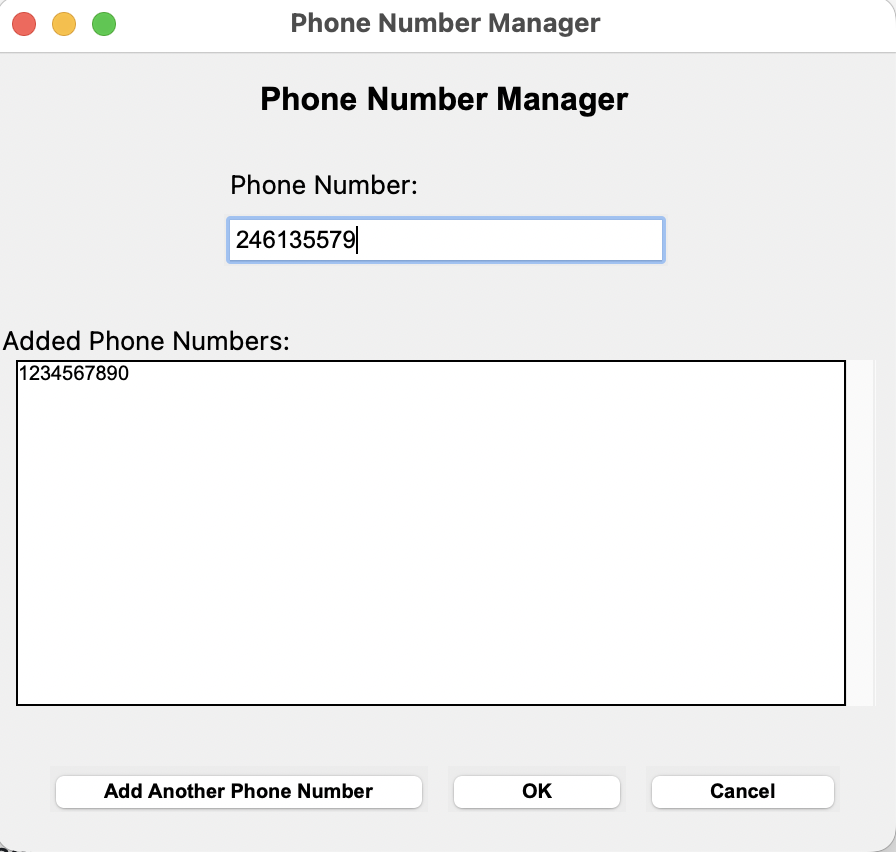 Phone Number Manager
Phone Number Manager
Phone Number:
246135579
Added Phone Numbers:
1234567890
Add Another Phone Number OK Cancel